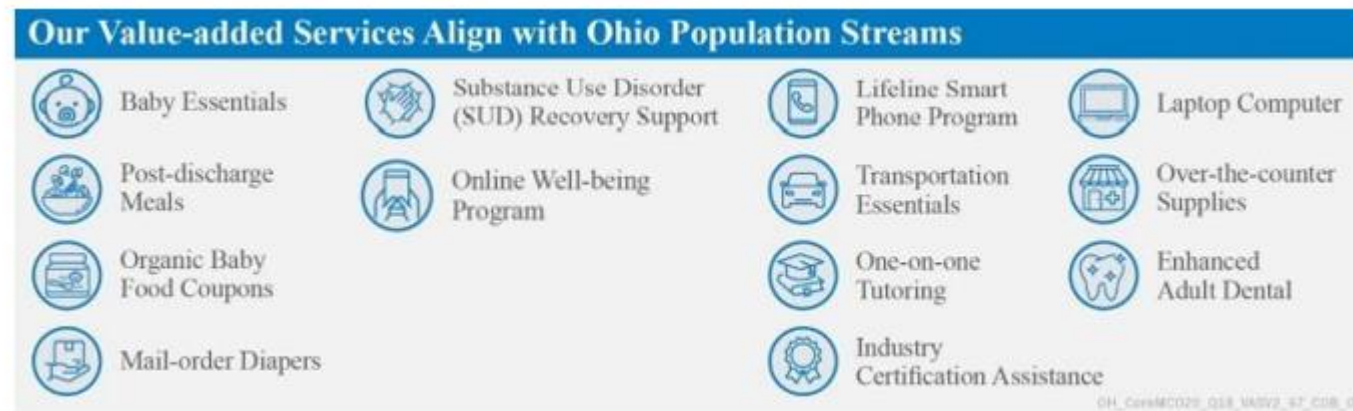 Our Value-added Services Align with Ohio Population Streams
Baby Essentials
Post-discharge
Meals
Organic Baby
Food Coupons
Mail-order Diapers
Substance Use Disorder
(SUD) Recovery Support
Online Well-being
Program
Lifeline Smart
Phone Program
Transportation
Essentials
One-on-one
Tutoring
Industry
Certification Assistance
Laptop Computer
Over-the-counter
Supplies
Enhanced
Adult Dental